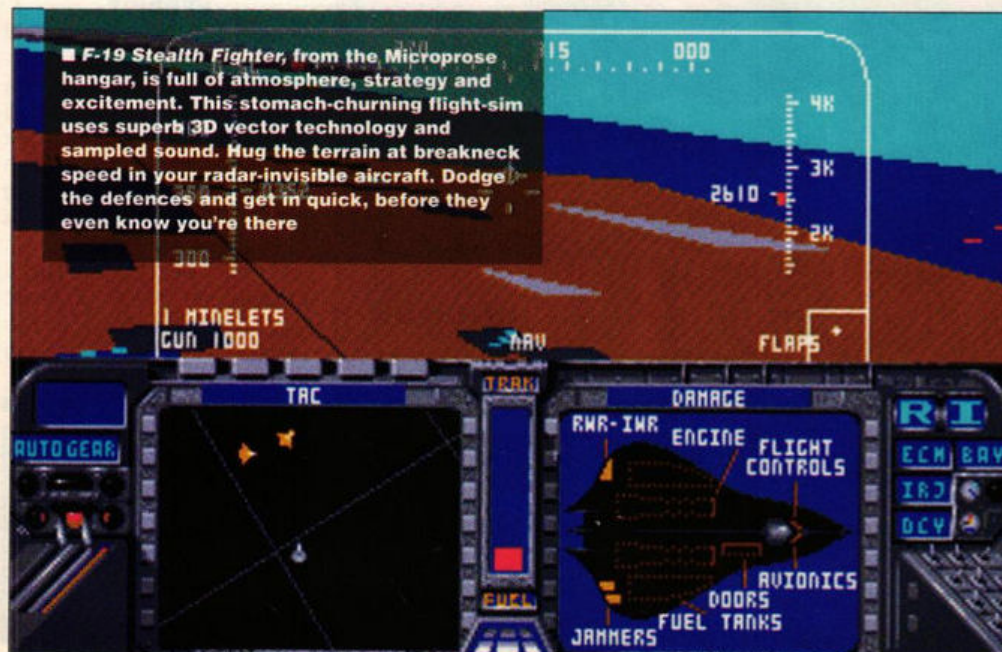 ■ F-19 Stealth Fighter, from the Microprose
hangar, is full of atmosphere, strategy and
excitement. This stomach-churning flight-sim
uses superb 3D vector technology and
sampled sound. Hug the terrain at breakneck
speed in your radar-invisible aircraft. Dodge
the defences and get in quick, before they
even know you're there
315 000
4K
3K
2610
2K
300
1 MINELETS
GUN 1000 NAV FLAPS
TAC TRAK DAMAGE
R I
RWR-IWR ENGINE FLIGHT
CONTROLS
AUTO GEAR
ECM BAY
IRJ
DCY
AVIONICS
DOORS
FUEL FUEL TANKS
JAMMERS